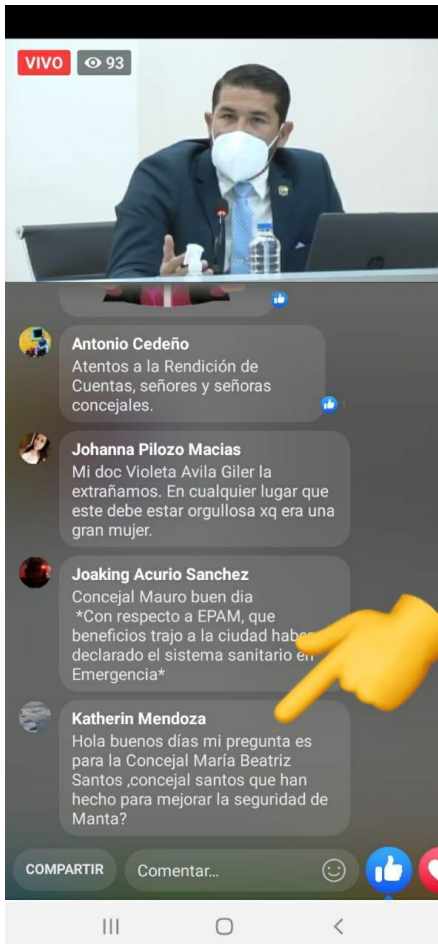 VIVO 93
Antonio Cedeño
Atentos a la Rendición de
Cuentas, señores y señoras
concejales.
1
Johanna Pilozo Macias
Mi doc Violeta Avila Giler la
extrañamos. En cualquier lugar que
este debe estar orgullosa xq era una
gran mujer.
Joaking Acurio Sanchez
Concejal Mauro buen dia
*Con respecto a EPAM, que
beneficios trajo a la ciudad haber
declarado el sistema sanitario en
Emergencia*
Katherin Mendoza
Hola buenos días mi pregunta es
para la Concejal María Beatriz
Santos ,concejal santos que han
hecho para mejorar la seguridad de
Manta?
COMPARTIR Comentar...